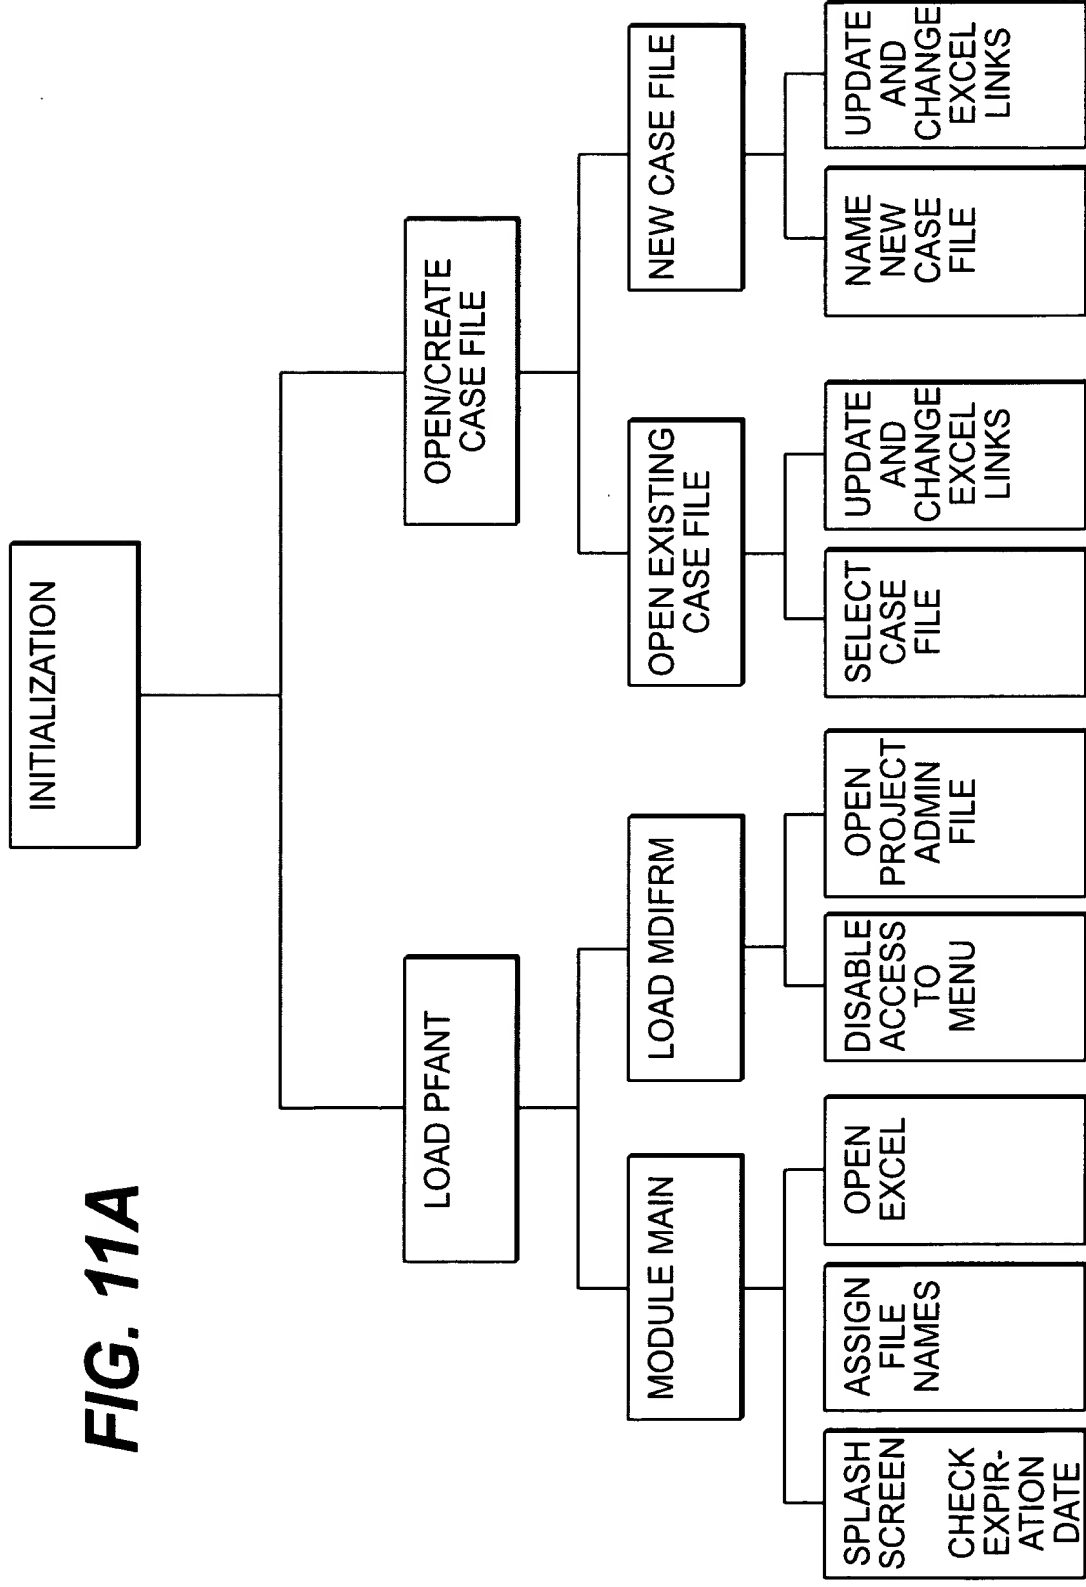 FIG. 11A
INITIALIZATION
LOAD PFANT
OPEN/CREATE
CASE FILE
MODULE MAIN
LOAD MDIFRM
OPEN EXISTING
CASE FILE
NEW CASE FILE
SPLASH
SCREEN
CHECK
EXPIR-
ATION
DATE
ASSIGN
FILE
NAMES
OPEN
EXCEL
DISABLE
ACCESS
TO
MENU
OPEN
PROJECT
ADMIN
FILE
SELECT
CASE
FILE
UPDATE
AND
CHANGE
EXCEL
LINKS
NAME
NEW
CASE
FILE
UPDATE
AND
CHANGE
EXCEL
LINKS